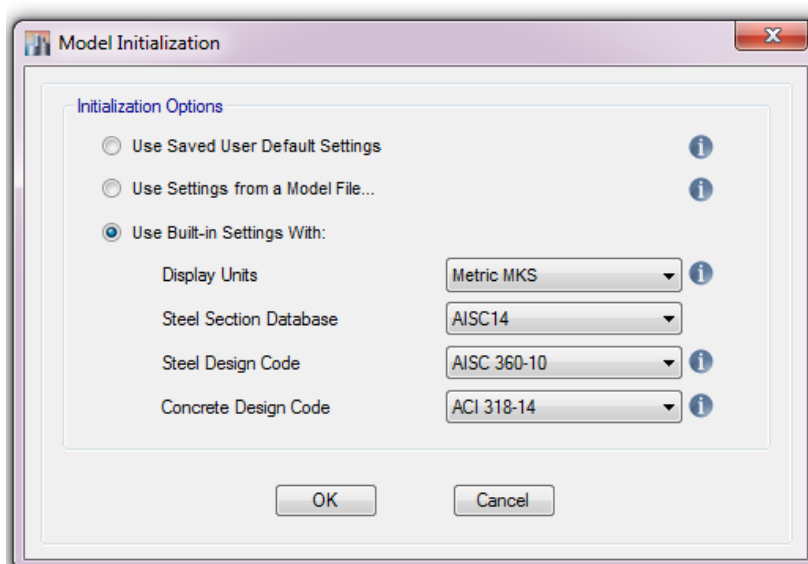 Model Initialization
Initialization Options
Use Saved User Default Settings
Use Settings from a Model File...
Use Built-in Settings With:
Display Units Metric MKS
Steel Section Database AISC14
Steel Design Code AISC 360-10
Concrete Design Code ACI 318-14
OK Cancel